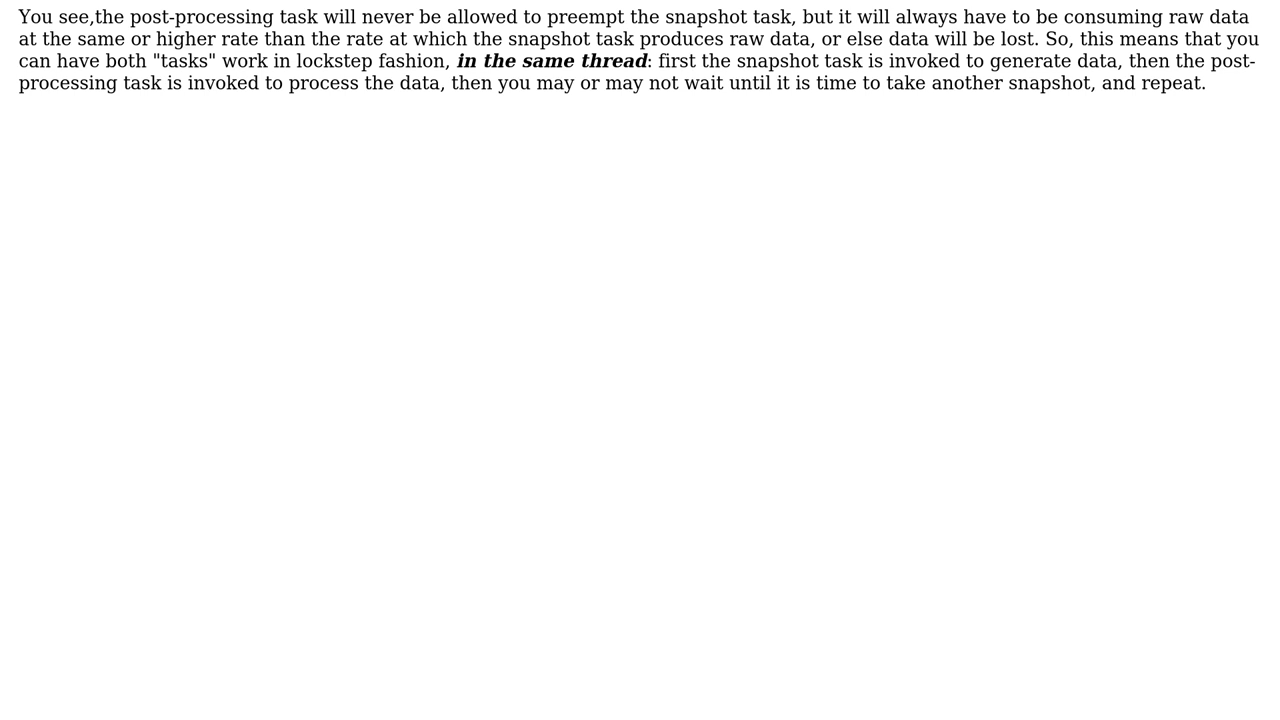 You see,the post-processing task will never be allowed to preempt the snapshot task, but it will always have to be consuming raw data
at the same or higher rate than the rate at which the snapshot task produces raw data, or else data will be lost. So, this means that you
can have both "tasks" work in lockstep fashion, in the same thread: first the snapshot task is invoked to generate data, then the post-
processing task is invoked to process the data, then you may or may not wait until it is time to take another snapshot, and repeat.